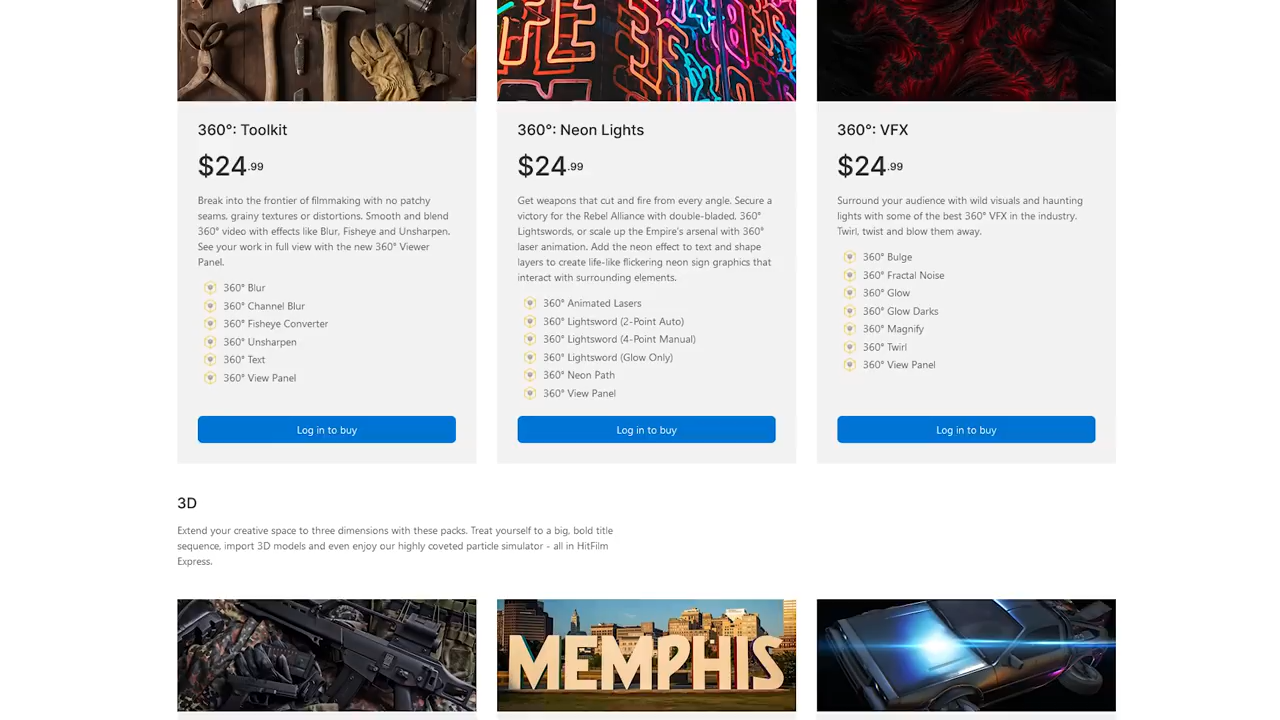 360°: Toolkit
$24.99
Break into the frontier of filmmaking with no patchy
seams, grainy textures or distortions. Smooth and blend
360° video with effects like Blur, Fisheye and Unsharpen.
See your work in full view with the new 360° Viewer
Panel.
360° Blur
360° Channel Blur
360° Fisheye Converter
360° Unsharpen
360° Text
360° View Panel
Log in to buy
360°: Neon Lights
$24.99
Get weapons that cut and fire from every angle. Secure a
victory for the Rebel Alliance with double-bladed, 360°
Lightswords, or scale up the Empire's arsenal with 360°
laser animation. Add the neon effect to text and shape
layers to create life-like flickering neon sign graphics that
interact with surrounding elements.
360° Animated Lasers
360° Lightsword (2-Point Auto)
360° Lightsword (4-Point Manual)
360° Lightsword (Glow Only)
360° Neon Path
360° View Panel
Log in to buy
360°: VFX
$24.99
Surround your audience with wild visuals and haunting
lights with some of the best 360° VFX in the industry.
Twirl, twist and blow them away.
360° Bulge
360° Fractal Noise
360° Glow
360° Glow Darks
360° Magnify
360° Twirl
360° View Panel
Log in to buy
3D
Extend your creative space to three dimensions with these packs. Treat yourself to a big, bold title
sequence, import 3D models and even enjoy our highly coveted particle simulator - all in HitFilm
Express.
MEMPHIS